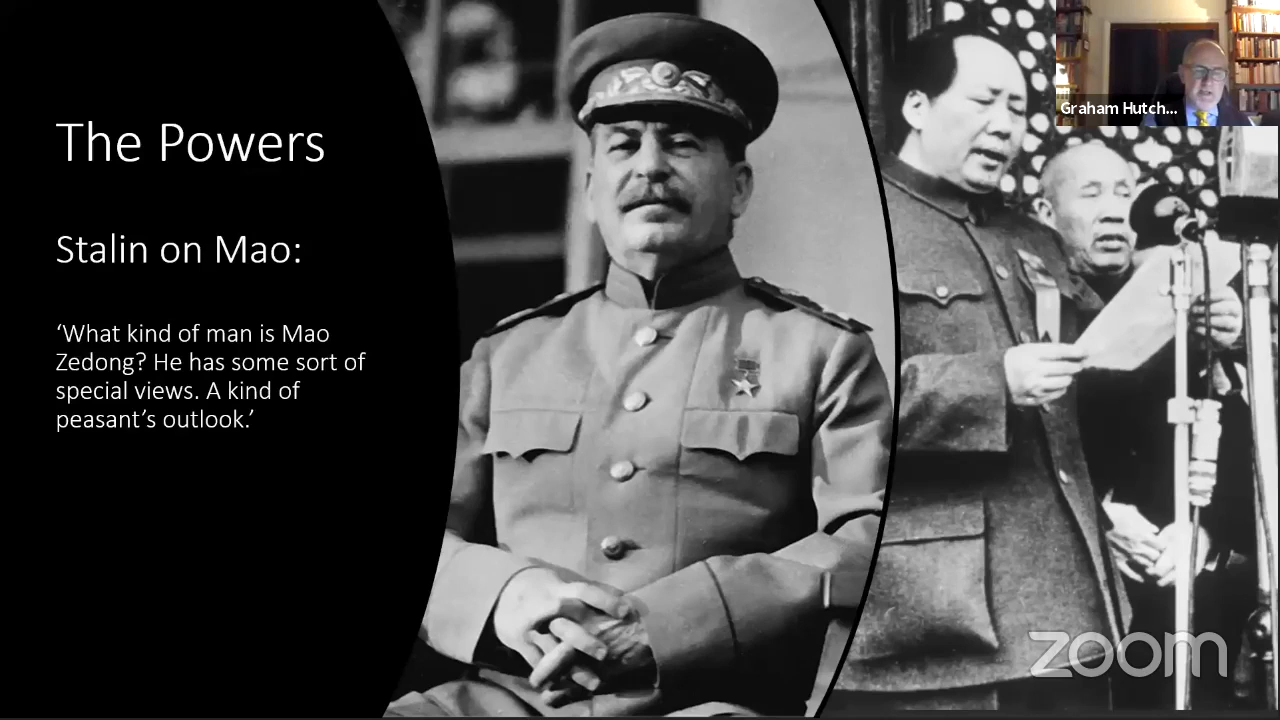 The Powers
Stalin on Mao:
‘What kind of man is Mao
Zedong? He has some sort of
special views. A kind of
peasant’s outlook.’
Graham Hutch...
zoom